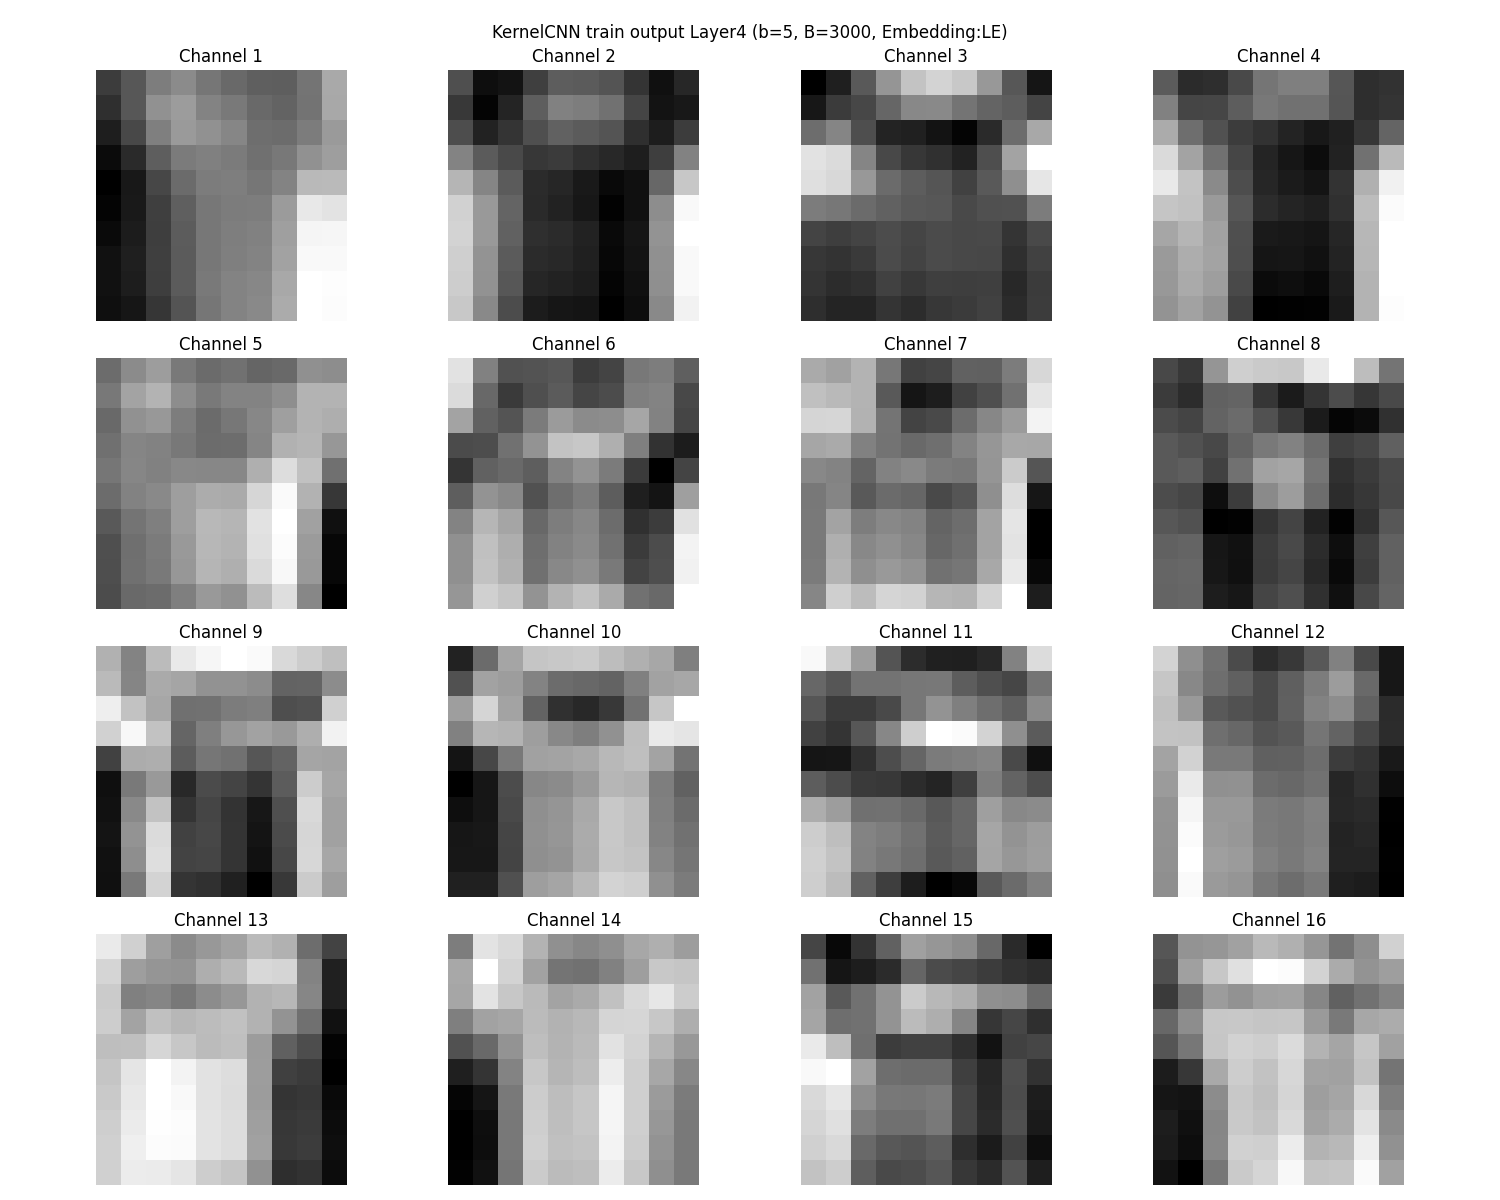 KernelCNN train output Layer4 (b=5, B=3000, Embedding:LE)
Channel 1
Channel 2
Channel 3
Channel 4
Channel 5
Channel 6
Channel 7
Channel 8
Channel 9
Channel 10
Channel 11
Channel 12
Channel 13
Channel 14
Channel 15
Channel 16